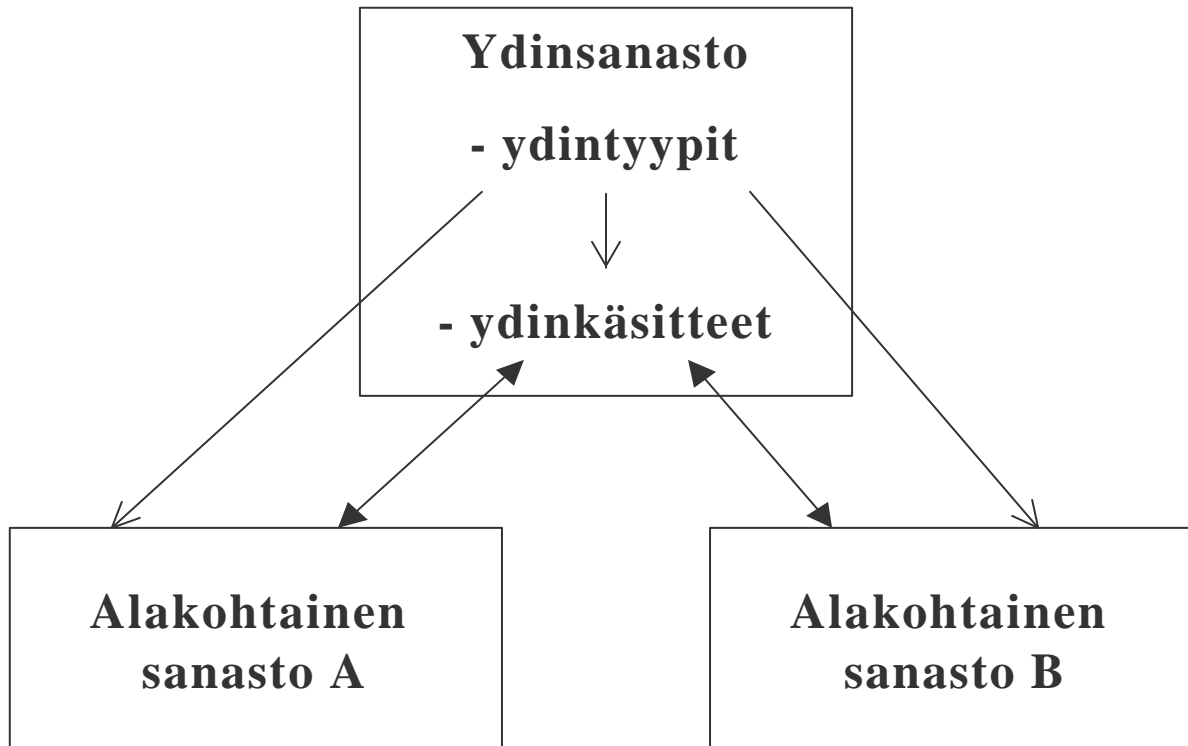 Ydinsanasto
- ydintyypit
- ydinkäsitteet
Alakohtainen
sanasto A
Alakohtainen
sanasto B